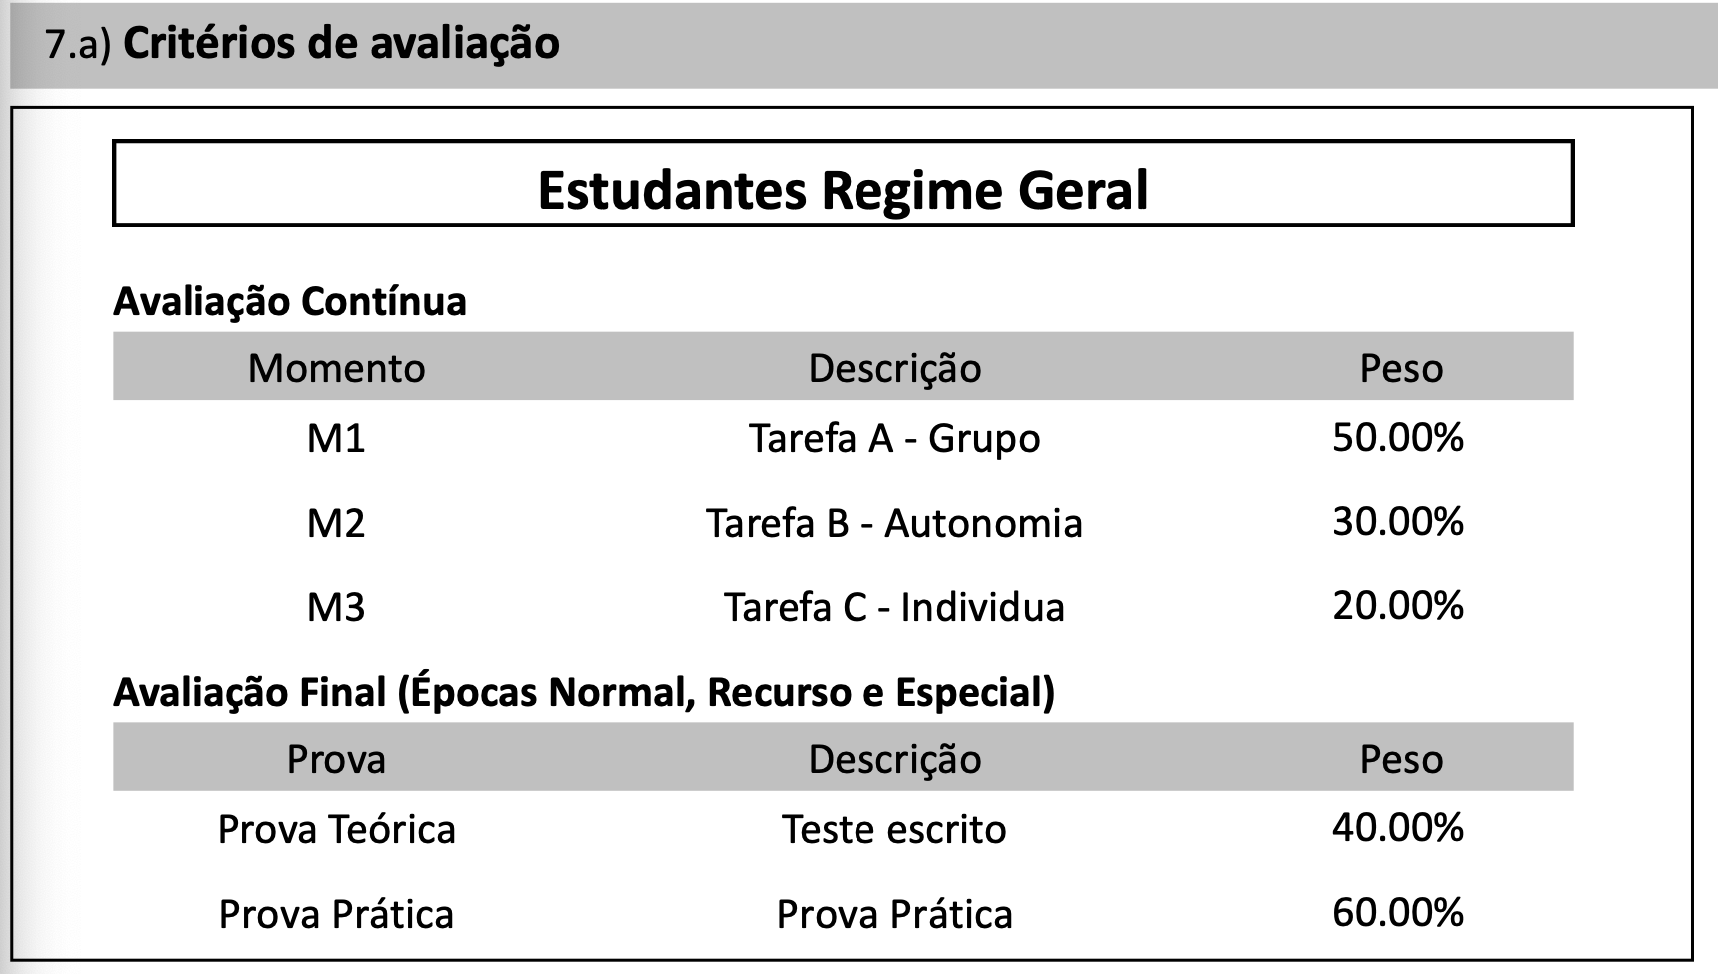 7.a) Critérios de avaliação
Estudantes Regime Geral
Avaliação Contínua
Momento Descrição Peso
M1 Tarefa A - Grupo 50.00%
M2 Tarefa B - Autonomia 30.00%
M3 Tarefa C - Individua 20.00%
Avaliação Final (Épocas Normal, Recurso e Especial)
Prova Descrição Peso
Prova Teórica Teste escrito 40.00%
Prova Prática Prova Prática 60.00%